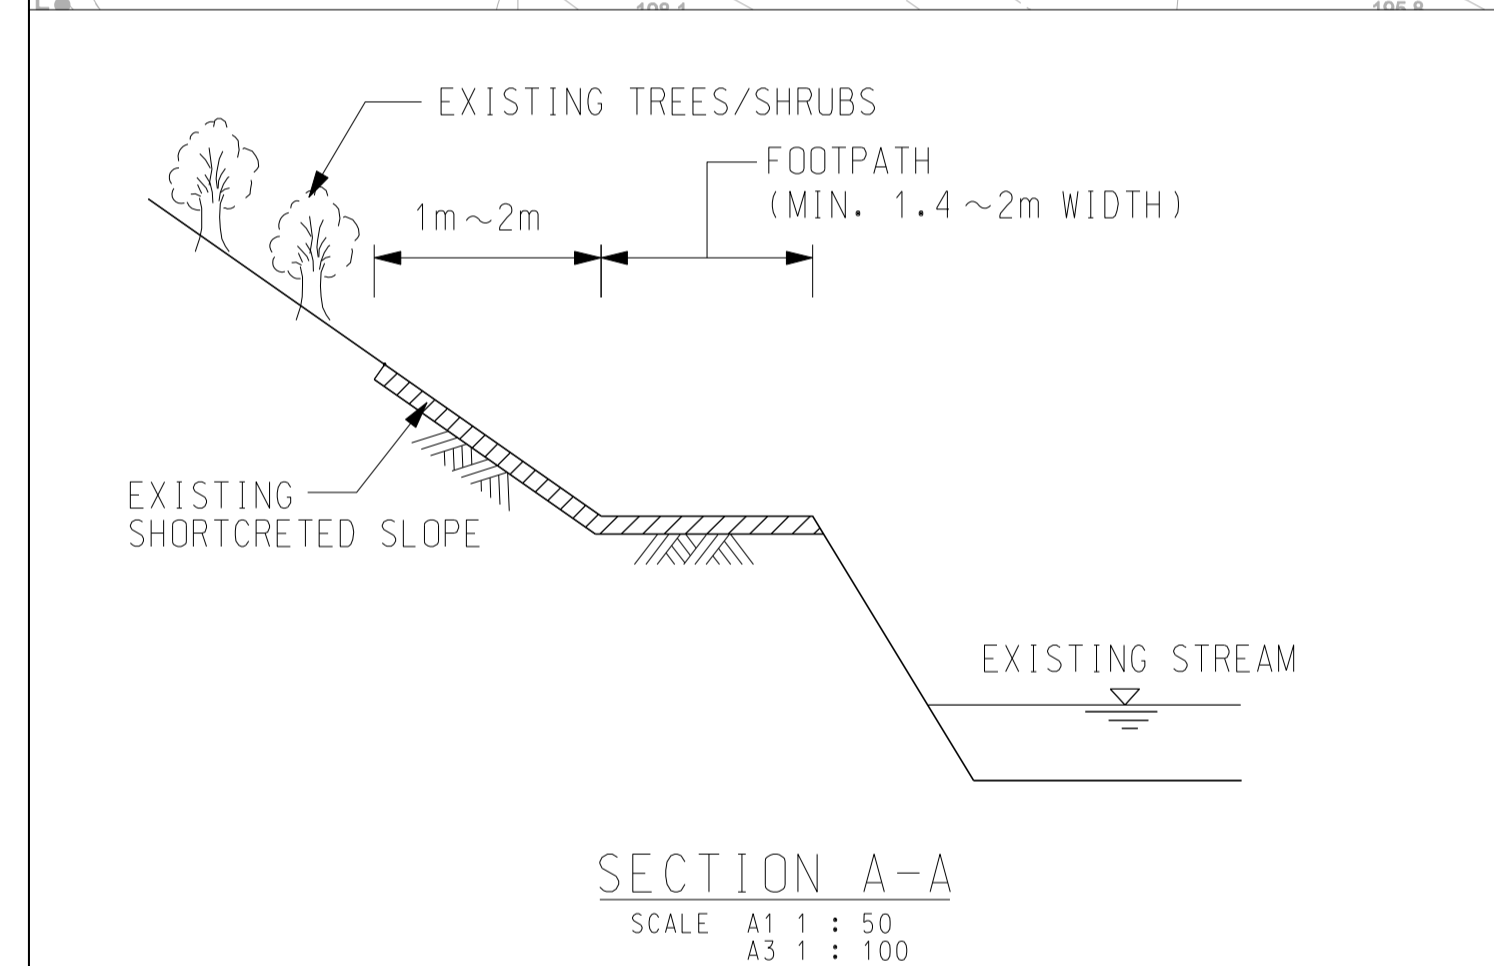 EXISTING TREES/SHRUBS
FOOTPATH
(MIN. 1.4~2m WIDTH)
1m~2m
EXISTING
SHORTCRETED SLOPE
EXISTING STREAM
SECTION A-A
SCALE A1 1 : 50
A3 1 : 100